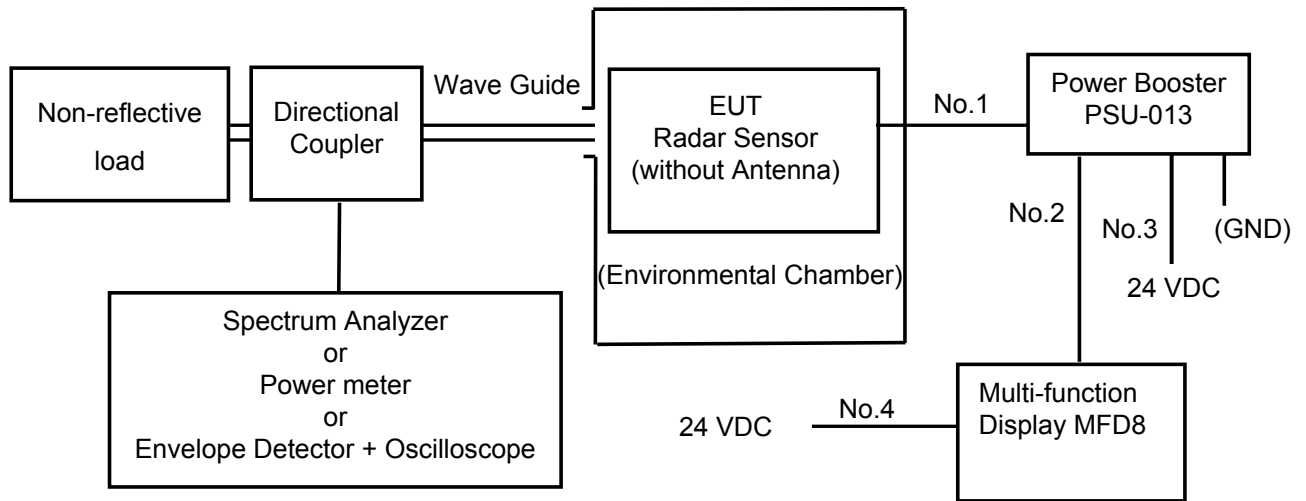 Non-reflective
load
Directional
Coupler
Wave Guide
EUT
Radar Sensor
(without Antenna)
(Environmental Chamber)
No.1
Power Booster
PSU-013
No.2
No.3
(GND)
24 VDC
Spectrum Analyzer
or
Power meter
or
Envelope Detector + Oscilloscope
24 VDC
No.4
Multi-function
Display MFD8